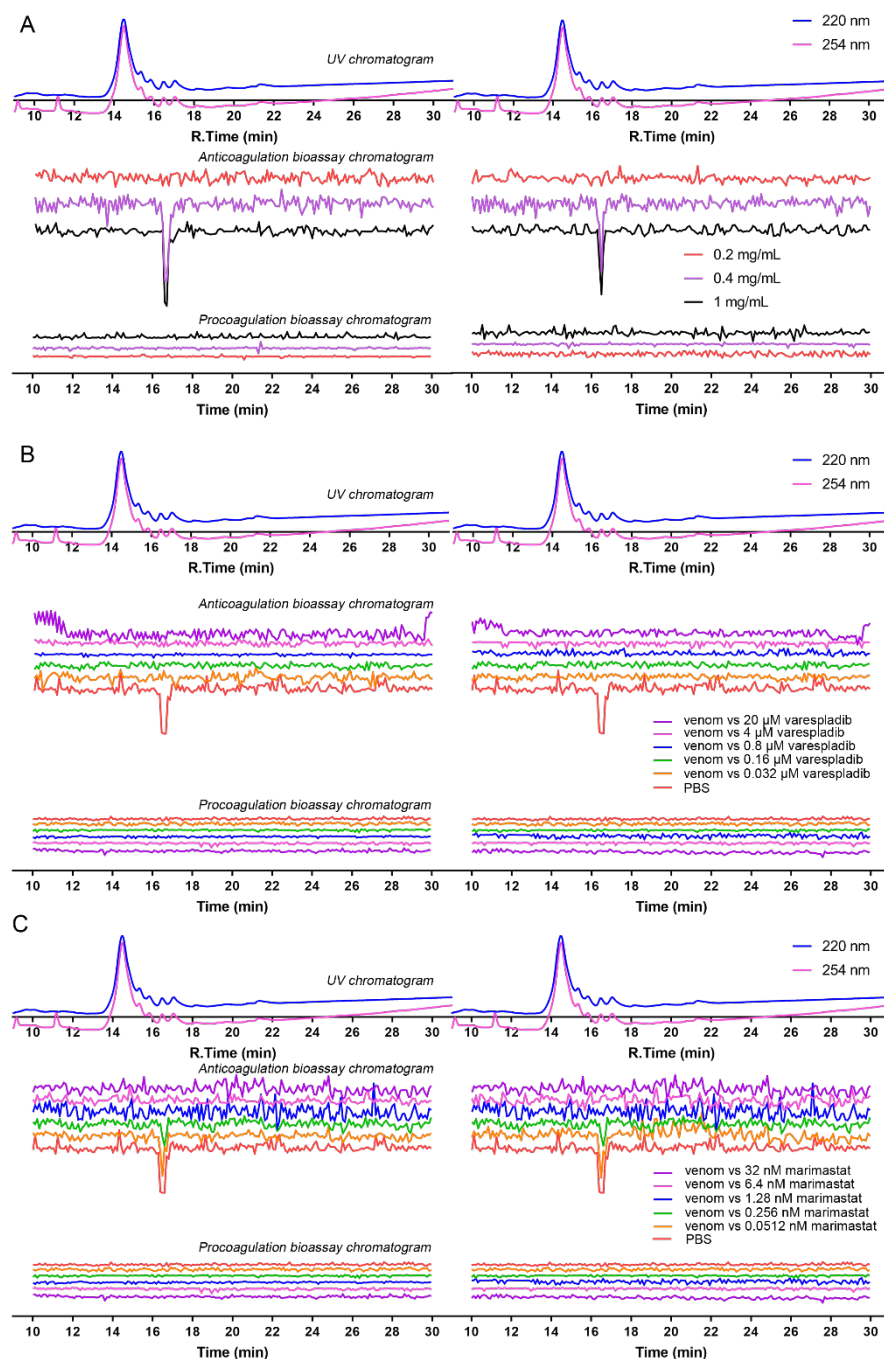 A
UV chromatogram
220 nm
254 nm
10 12 14 16 18 20 22 24 26 28 30
10 12 14 16 18 20 22 24 26 28 30
R.Time (min)
R.Time (min)
Anticoagulation bioassay chromatogram
0.2 mg/mL
0.4 mg/mL
1 mg/mL
Procoagulation bioassay chromatogram
10 12 14 16 18 20 22 24 26 28 30
10 12 14 16 18 20 22 24 26 28 30
Time (min)
Time (min)
B
UV chromatogram
220 nm
254 nm
10 12 14 16 18 20 22 24 26 28 30
10 12 14 16 18 20 22 24 26 28 30
R.Time (min)
R.Time (min)
Anticoagulation bioassay chromatogram
venom vs 20 µM varespladib
venom vs 4 µM varespladib
venom vs 0.8 µM varespladib
venom vs 0.16 µM varespladib
venom vs 0.032 µM varespladib
PBS
Procoagulation bioassay chromatogram
10 12 14 16 18 20 22 24 26 28 30
10 12 14 16 18 20 22 24 26 28 30
Time (min)
Time (min)
C
UV chromatogram
220 nm
254 nm
10 12 14 16 18 20 22 24 26 28 30
10 12 14 16 18 20 22 24 26 28 30
R.Time (min)
R.Time (min)
Anticoagulation bioassay chromatogram
venom vs 32 nM marimastat
venom vs 6.4 nM marimastat
venom vs 1.28 nM marimastat
venom vs 0.256 nM marimastat
venom vs 0.0512 nM marimastat
PBS
Procoagulation bioassay chromatogram
10 12 14 16 18 20 22 24 26 28 30
10 12 14 16 18 20 22 24 26 28 30
Time (min)
Time (min)